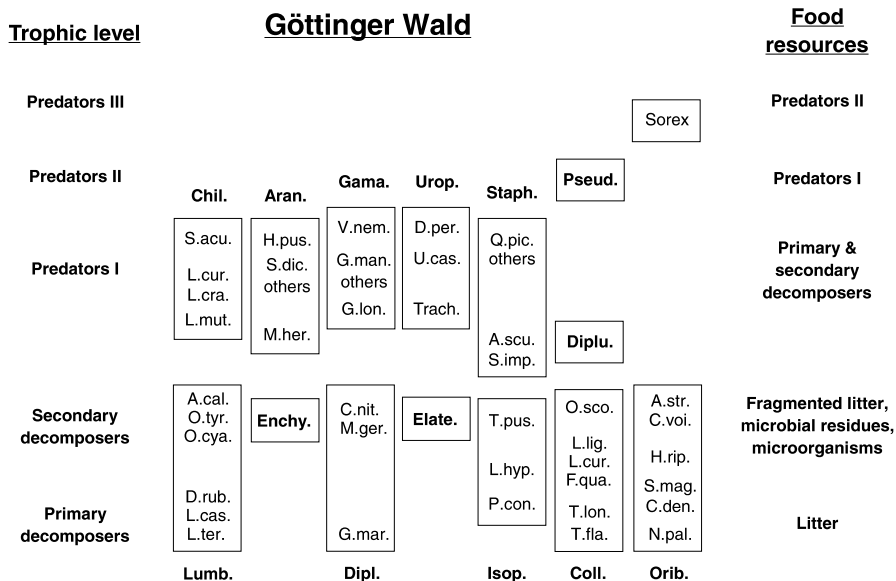 Göttinger Wald
Trophic level
Food
resources
Predators III
Sorex
Predators II
Predators II
Pseud.
Predators I
Chil.
Aran.
Gama.
Urop.
Staph.
S.acu.
L.cur.
L.cra.
L.mut.
H.pus.
S.dic.
others
M.her.
V.nem.
G.man.
others
G.lon.
D.per.
U.cas.
Trach.
Q.pic.
others
A.scu.
S.imp.
Diplu.
Predators I
Primary &
secondary
decomposers
Secondary
decomposers
A.cal.
O.tyr.
O.cya.
D.rub.
L.cas.
L.ter.
Lumb.
Enchy.
C.nit.
M.ger.
G.mar.
Dipl.
Elate.
T.pus.
L.hyp.
P.con.
Isop.
O.sco.
L.lig.
L.cur.
F.qua.
T.lon.
T.fla.
Coll.
A.str.
C.voi.
H.rip.
S.mag.
C.den.
N.pal.
Orib.
Fragmented litter,
microbial residues,
microorganisms
Primary
decomposers
Litter